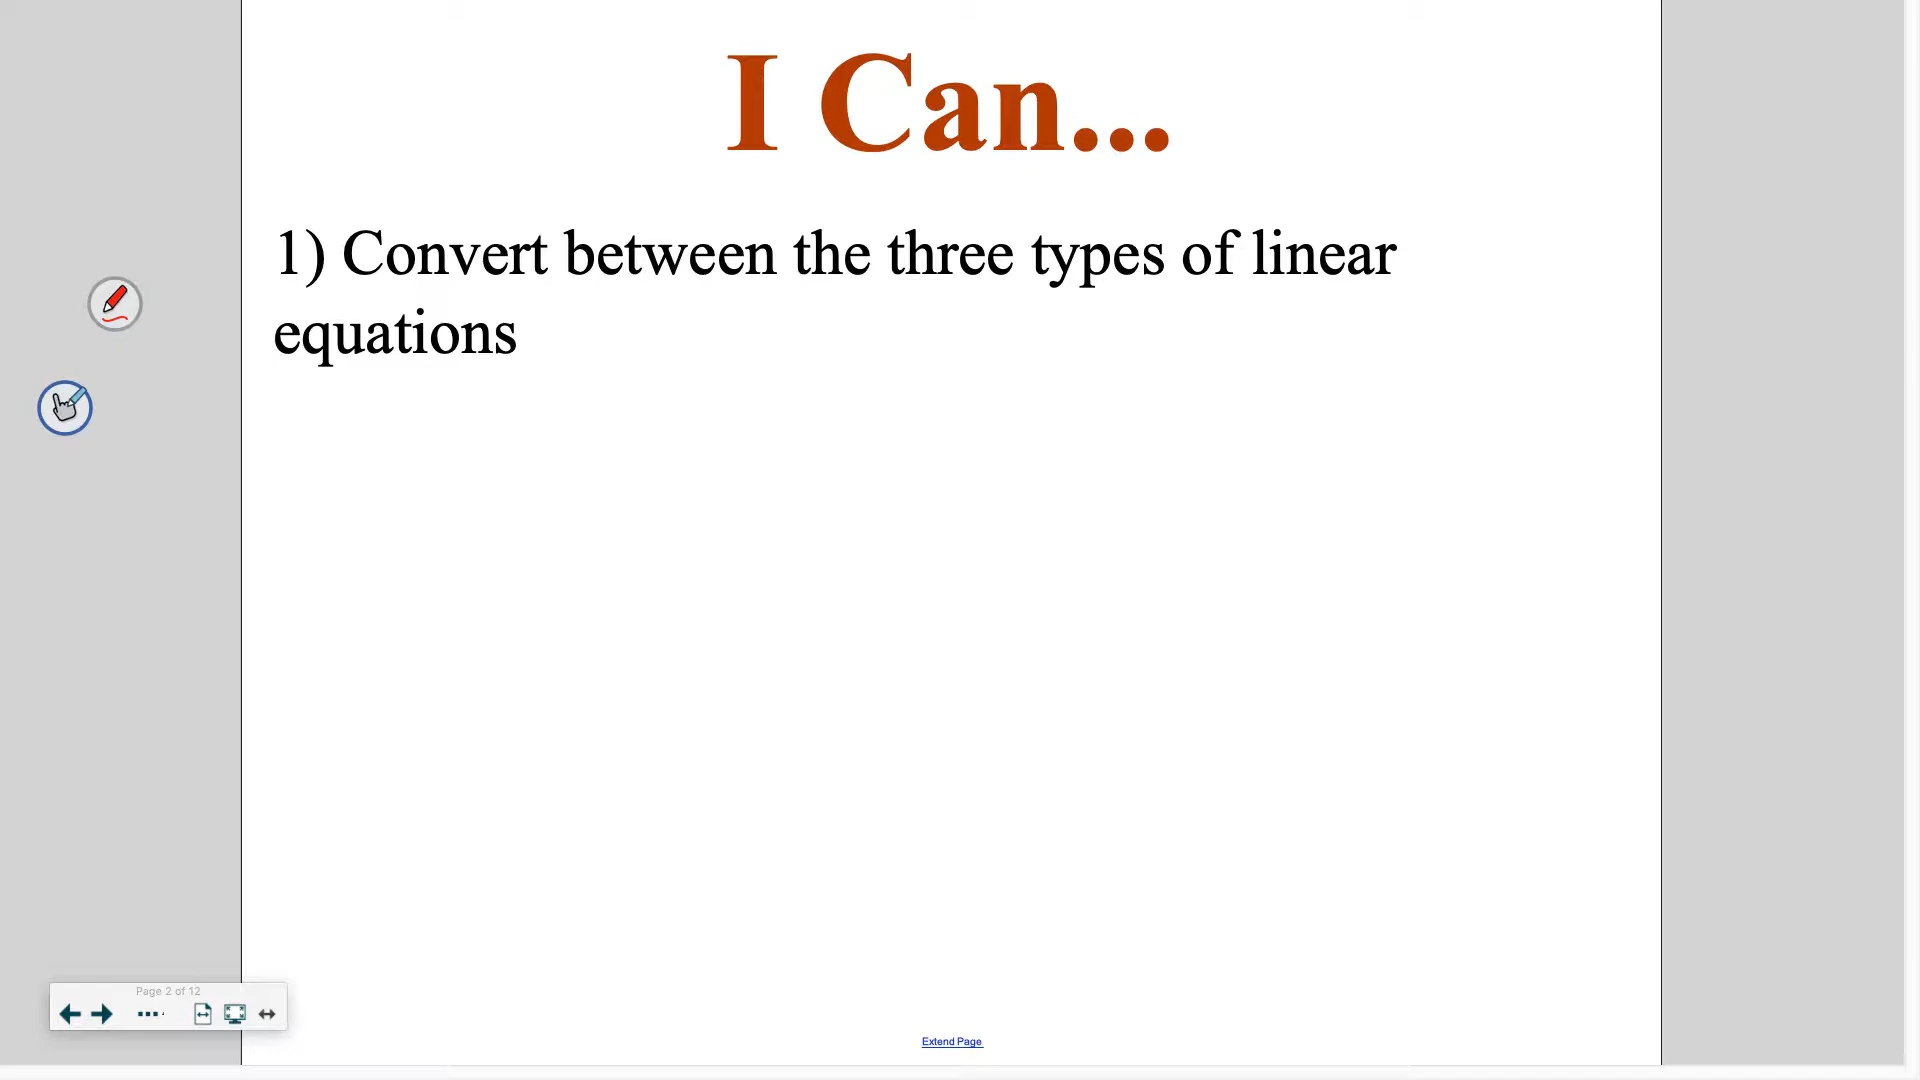 I Can...
1) Convert between the three types of linear
equations
Page 2 of 12
Extend Page